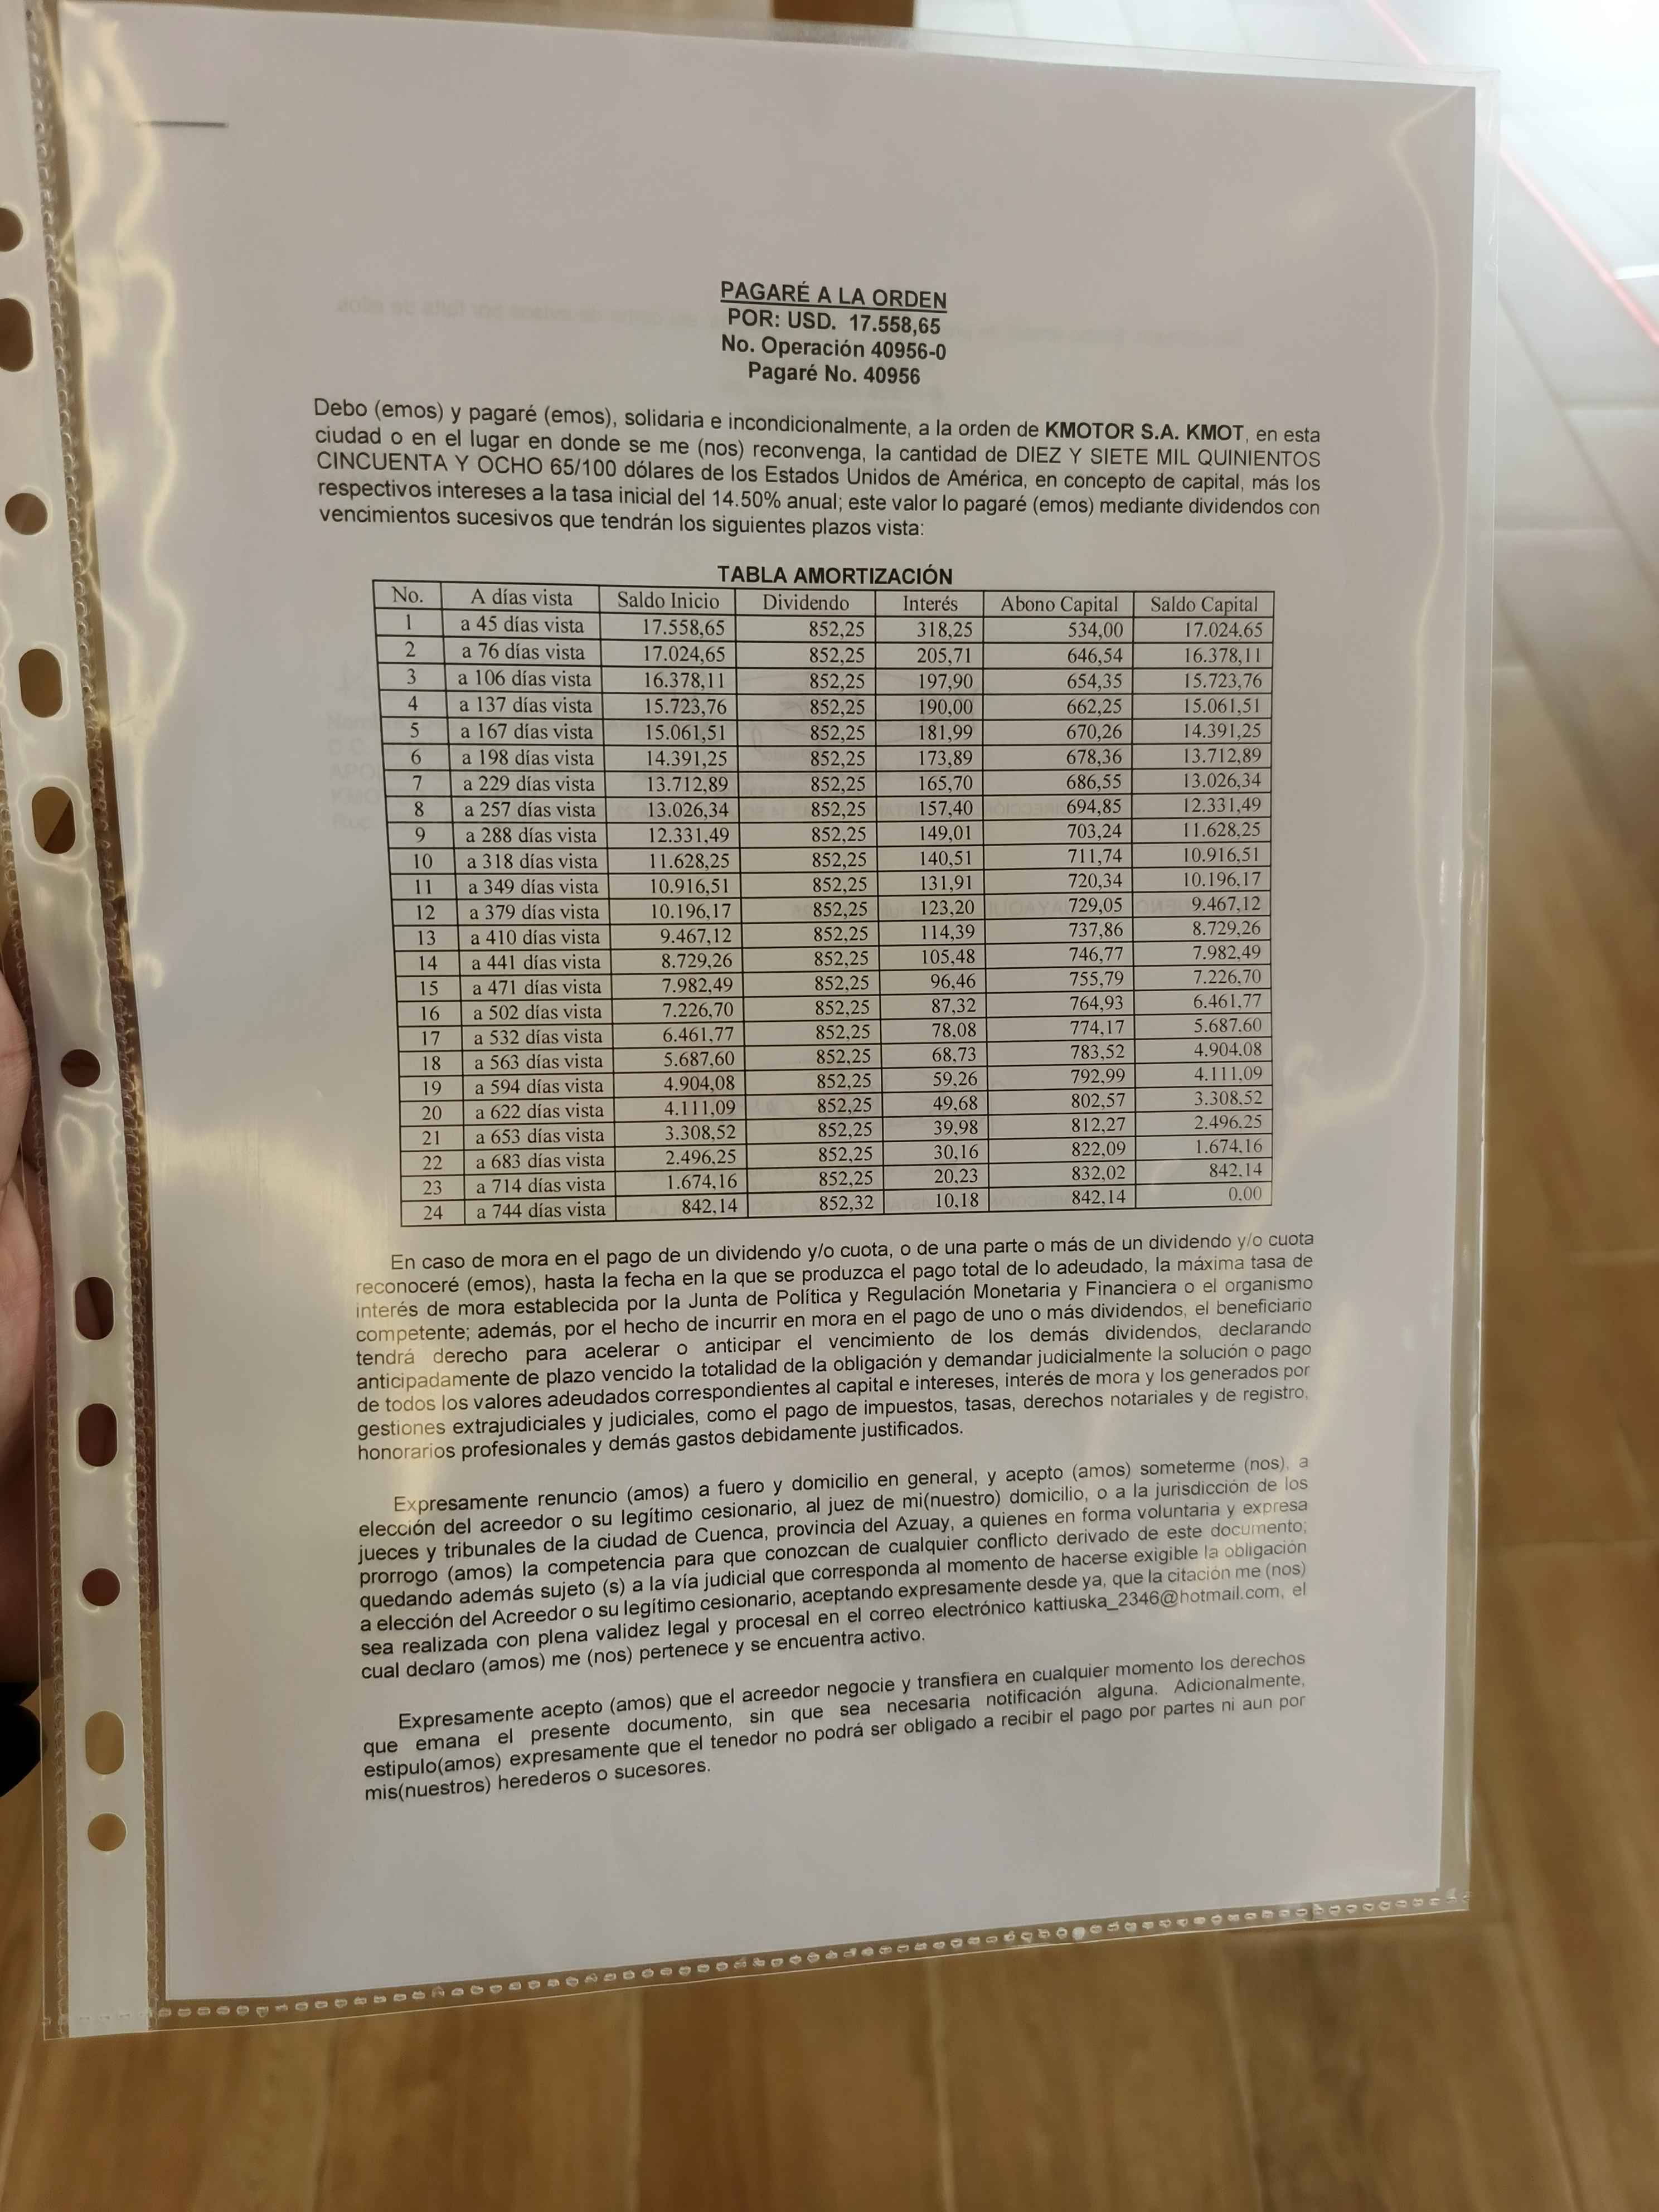 PAGARÉ A LA ORDEN
POR: USD. 17.558,65
No. Operación 40956-0
Pagaré No. 40956
Debo (emos) y pagaré (emos), solidaria e incondicionalmente, a la orden de KMOTOR S.A. KMOT, en esta
ciudad o en el lugar en donde se me (nos) reconvenga, la cantidad de DIEZ Y SIETE MIL QUINIENTOS
CINCUENTA Y OCHO 65/100 dólares de los Estados Unidos de América, en concepto de capital, más los
respectivos intereses a la tasa inicial del 14.50% anual; este valor lo pagaré (emos) mediante dividendos con
vencimientos sucesivos que tendrán los siguientes plazos vista:
TABLA AMORTIZACIÓN
No. A días vista Saldo Inicio Dividendo Interés Abono Capital Saldo Capital
1 a 45 días vista 17.558,65 852,25 318,25 534,00 17.024,65
2 a 76 días vista 17.024,65 852,25 205,71 646,54 16.378,11
3 a 106 días vista 16.378,11 852,25 197,90 654,35 15.723,76
4 a 137 días vista 15.723,76 852,25 190,00 662,25 15.061,51
5 a 167 días vista 15.061,51 852,25 181,99 670,26 14.391,25
6 a 198 días vista 14.391,25 852,25 173,89 678,36 13.712,89
7 a 229 días vista 13.712,89 852,25 165,70 686,55 13.026,34
8 a 257 días vista 13.026,34 852,25 157,40 694,85 12.331,49
9 a 288 días vista 12.331,49 852,25 149,01 703,24 11.628,25
10 a 318 días vista 11.628,25 852,25 140,51 711,74 10.916,51
11 a 349 días vista 10.916,51 852,25 131,91 720,34 10.196,17
12 a 379 días vista 10.196,17 852,25 123,20 729,05 9.467,12
13 a 410 días vista 9.467,12 852,25 114,39 737,86 8.729,26
14 a 441 días vista 8.729,26 852,25 105,48 746,77 7.982,49
15 a 471 días vista 7.982,49 852,25 96,46 755,79 7.226,70
16 a 502 días vista 7.226,70 852,25 87,32 764,93 6.461,77
17 a 532 días vista 6.461,77 852,25 78,08 774,17 5.687,60
18 a 563 días vista 5.687,60 852,25 68,73 783,52 4.904,08
19 a 594 días vista 4.904,08 852,25 59,26 792,99 4.111,09
20 a 622 días vista 4.111,09 852,25 49,68 802,57 3.308,52
21 a 653 días vista 3.308,52 852,25 39,98 812,27 2.496,25
22 a 683 días vista 2.496,25 852,25 30,16 822,09 1.674,16
23 a 714 días vista 1.674,16 852,25 20,23 832,02 842,14
24 a 744 días vista 842,14 852,32 10,18 842,14 0,00
En caso de mora en el pago de un dividendo y/o cuota, o de una parte o más de un dividendo y/o cuota
reconoceré (emos), hasta la fecha en la que se produzca el pago total de lo adeudado, la máxima tasa de
interés de mora establecida por la Junta de Política y Regulación Monetaria y Financiera o el organismo
competente; además, por el hecho de incurrir en mora en el pago de uno o más dividendos, el beneficiario
tendrá derecho para acelerar o anticipar el vencimiento de los demás dividendos, declarando
anticipadamente de plazo vencido la totalidad de la obligación y demandar judicialmente la solución o pago
de todos los valores adeudados correspondientes al capital e intereses, interés de mora y los generados por
gestiones extrajudiciales y judiciales, como el pago de impuestos, tasas, derechos notariales y de registro,
honorarios profesionales y demás gastos debidamente justificados.
Expresamente renuncio (amos) a fuero y domicilio en general, y acepto (amos) someterme (nos), a
elección del acreedor o su legítimo cesionario, al juez de mi(nuestro) domicilio, o a la jurisdicción de los
jueces y tribunales de la ciudad de Cuenca, provincia del Azuay, a quienes en forma voluntaria y expresa
prorrogo (amos) la competencia para que conozcan de cualquier conflicto derivado de este documento;
quedando además sujeto (s) a la vía judicial que corresponda al momento de hacerse exigible la obligación
a elección del Acreedor o su legítimo cesionario, aceptando expresamente desde ya, que la citación me (nos)
sea realizada con plena validez legal y procesal en el correo electrónico kattiuska_2346@hotmail.com, el
cual declaro (amos) me (nos) pertenece y se encuentra activo.
Expresamente acepto (amos) que el acreedor negocie y transfiera en cualquier momento los derechos
que emana el presente documento, sin que sea necesaria notificación alguna. Adicionalmente,
estipulo(amos) expresamente que el tenedor no podrá ser obligado a recibir el pago por partes ni aun por
mis(nuestros) herederos o sucesores.